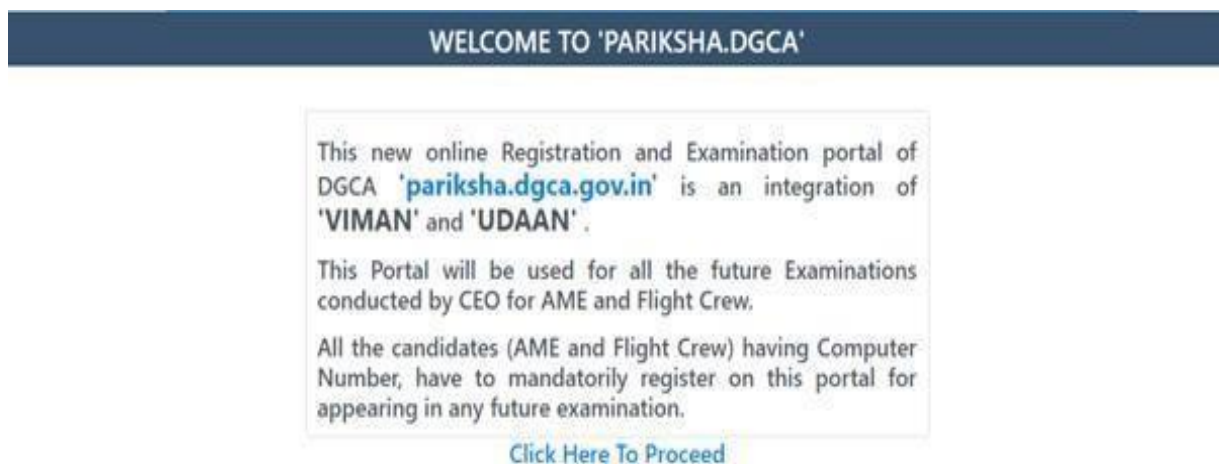 WELCOME TO 'PARIKSHA.DGCA'
This new online Registration and Examination portal of
DGCA 'pariksha.dgca.gov.in' is an integration of
'VIMAN' and 'UDAAN' .
This Portal will be used for all the future Examinations
conducted by CEO for AME and Flight Crew.
All the candidates (AME and Flight Crew) having Computer
Number, have to mandatorily register on this portal for
appearing in any future examination.
Click Here To Proceed